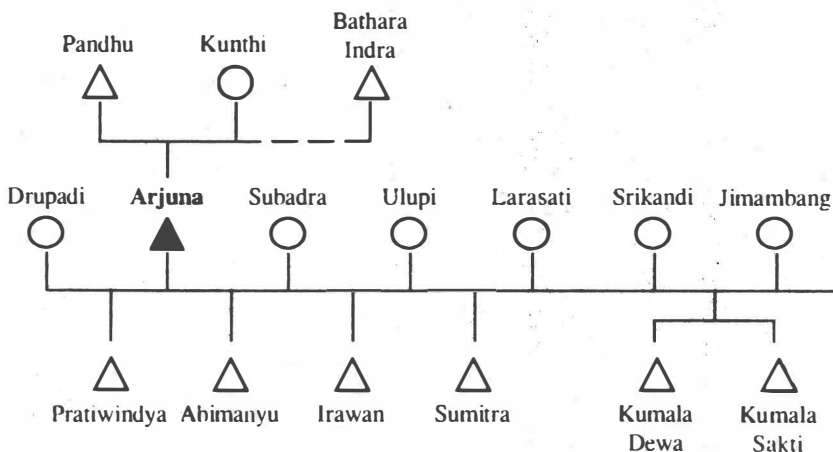 Pandhu Kunthi Bathara Indra
Drupadi Arjuna Subadra Ulupi Larasati Srikandi Jimambang
Pratiwindya Abimanyu Irawan Sumitra Kumala Dewa Kumala Sakti